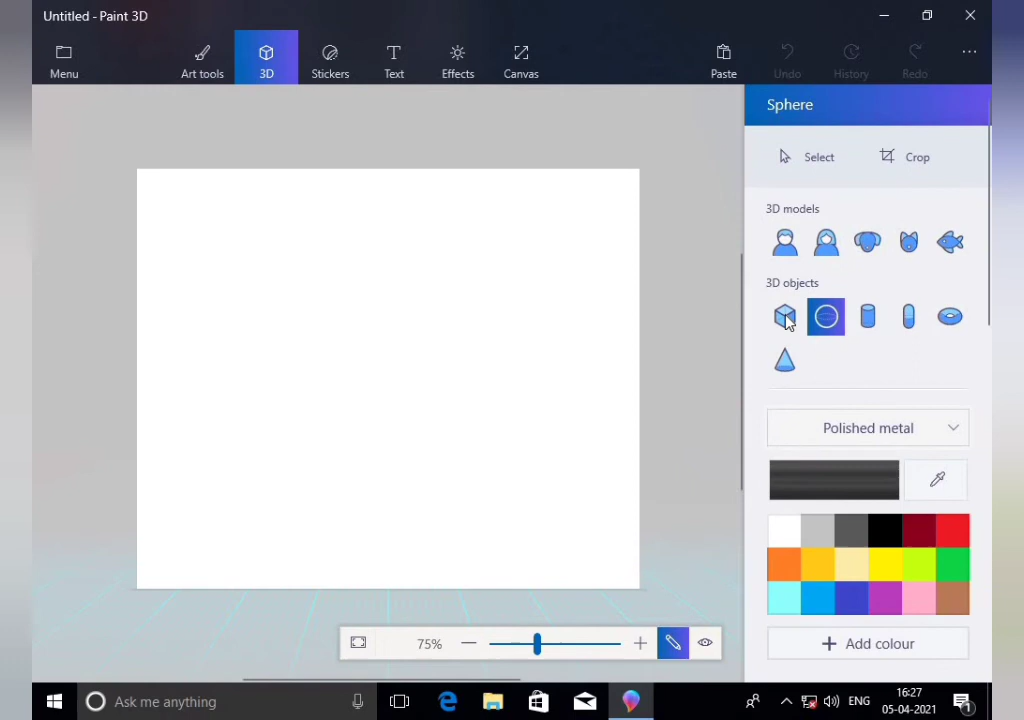 Untitled - Paint 3D
Menu
Art tools
3D
Stickers
Text
Effects
Canvas
Paste
Undo
History
Redo
Sphere
Select
Crop
3D models
3D objects
Polished metal
Add colour
75%
Ask me anything
ENG
16:27
05-04-2021
1